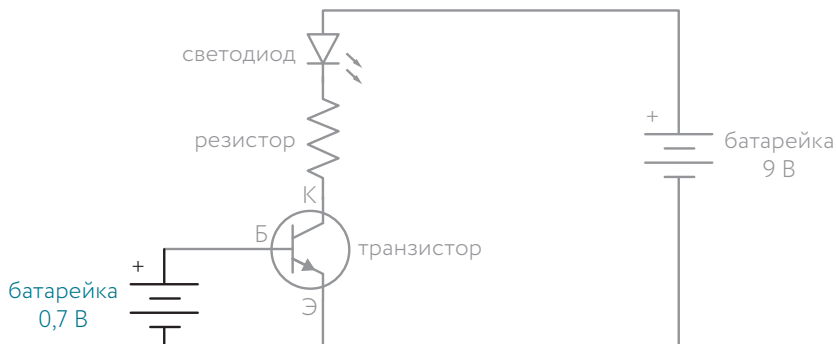 светодиод
+
резистор
батарейка
9 В
К
Б
транзистор
+
батарейка
0,7 В
Э